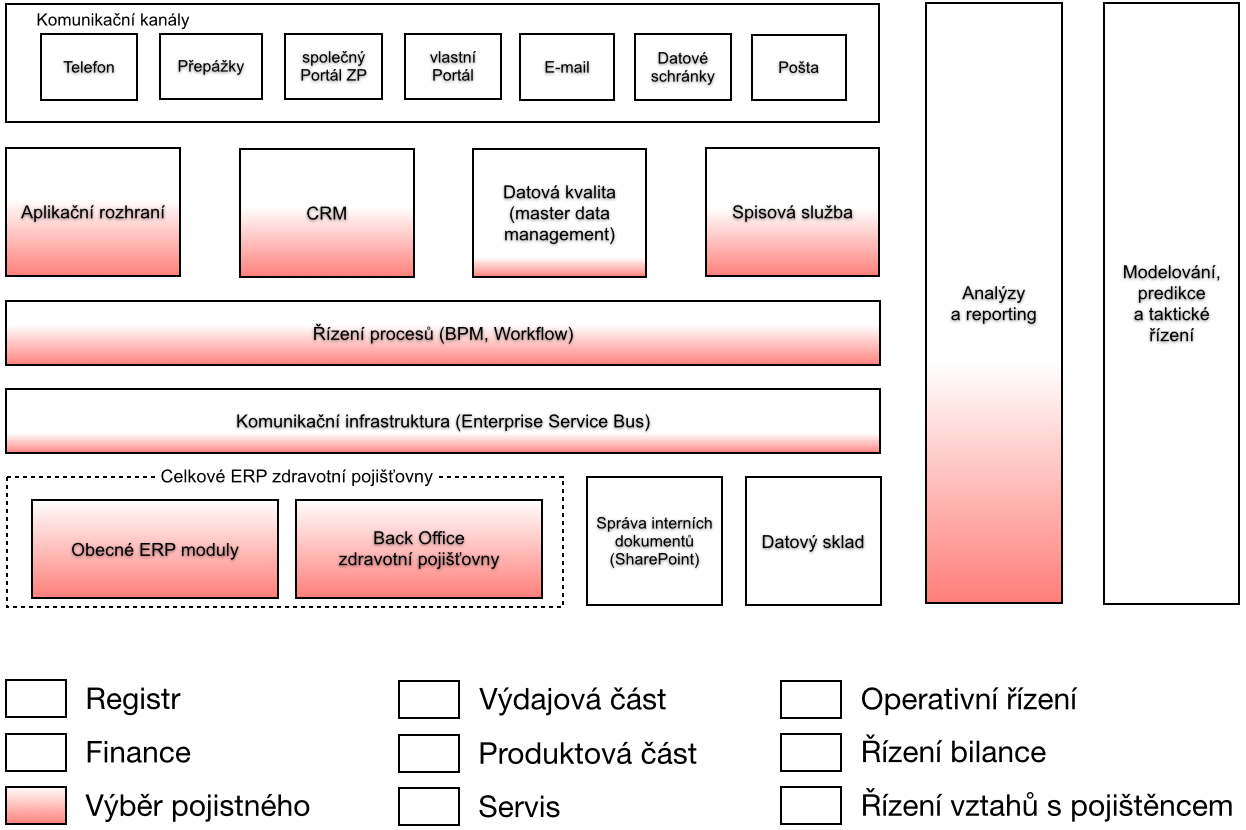 Komunikační kanály
Telefon
Přepážky
společný
Portál ZP
vlastní
Portál
E-mail
Datové
schránky
Pošta
Aplikační rozhraní
CRM
Datová kvalita
(master data
management)
Spisová služba
Řízení procesů (BPM, Workflow)
Komunikační infrastruktura (Enterprise Service Bus)
Celkové ERP zdravotní pojišťovny
Obecné ERP moduly
Back Office
zdravotní pojišťovny
Správa interních
dokumentů
(SharePoint)
Datový sklad
Analýzy
a reporting
Modelování,
predikce
a taktické
řízení
Registr
Finance
Výběr pojistného
Výdajová část
Produktová část
Servis
Operativní řízení
Řízení bilance
Řízení vztahů s pojištěncem